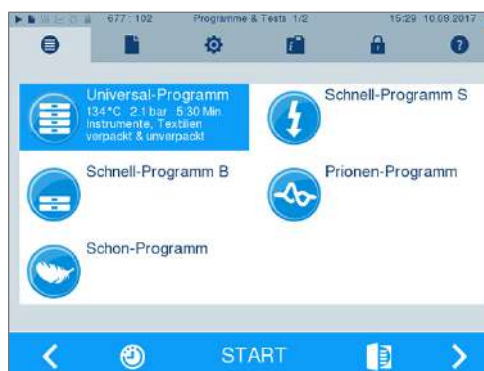 677 : 102 Programme & Tests 1/2 15:29 10.08.2017
Universal-Programm
134°C 2.1 bar 5:30 Min.
Instrumente, Textilien
verpackt & unverpackt
Schnell-Programm S
Schnell-Programm B
Prionen-Programm
Schon-Programm
START